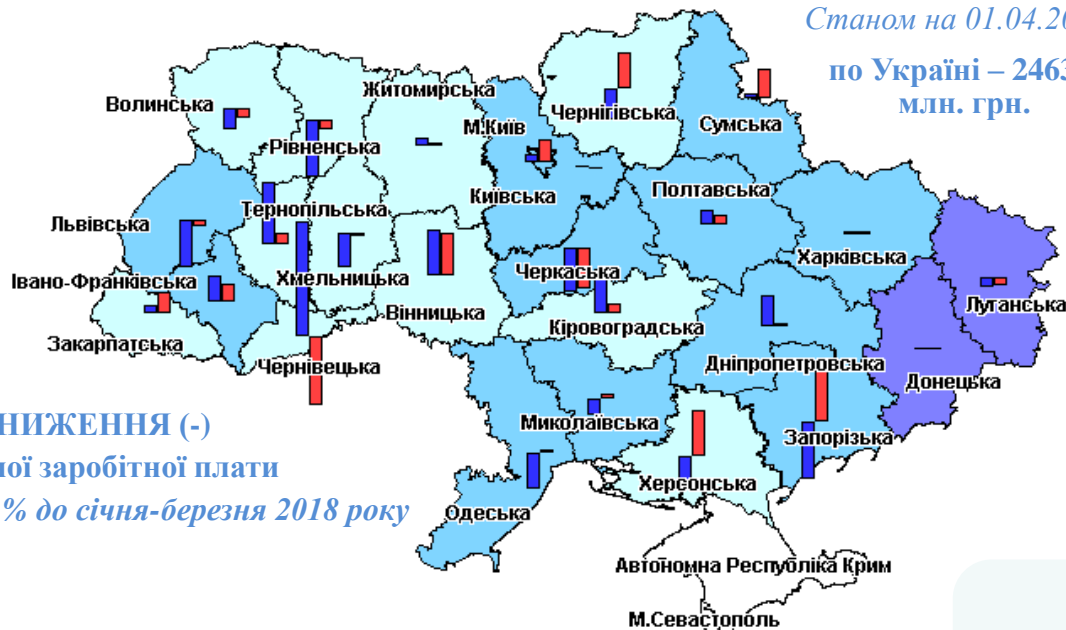 Станом на 01.04.20
по Україні – 2463
млн. грн.
Волинська
Житомирська
Чернігівська
Сумська
М.Київ
Рівненська
Київська
Полтавська
Тернопільська
Львівська
Харківська
Івано-Франківська
Хмельницька
Черкаська
Луганська
Вінницька
Кіровоградська
Закарпатська
Чернівецька
Дніпропетровська
Донецька
Миколаївська
Запорізька
Херсонська
Одеська
НИЖЕННЯ (-)
ої заробітної плати
% до січня-березня 2018 року
Автономна Республіка Крим
М.Севастополь